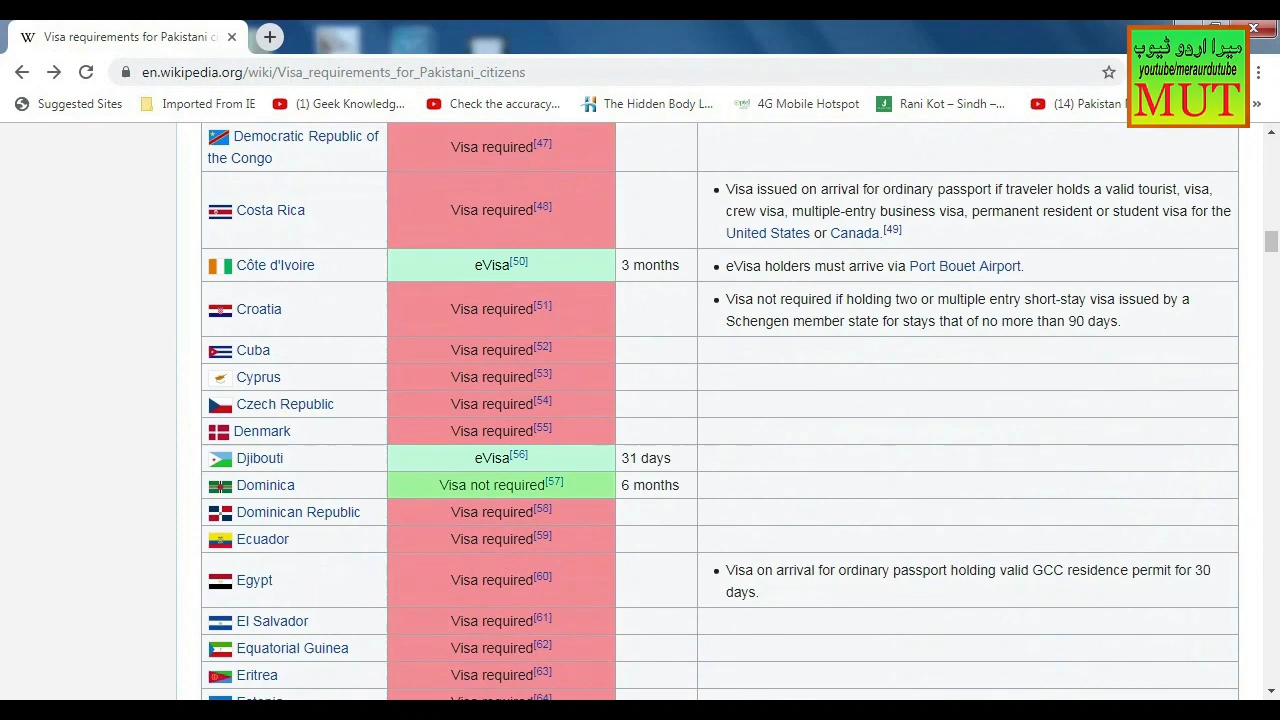 Visa requirements for Pakistani ci
en.wikipedia.org/wiki/Visa_requirements_for_Pakistani_citizens
میرا اردو ٹیوب
youtube/meraurdutube
MUT
Suggested Sites Imported From IE (1) Geek Knowledg... Check the accuracy... The Hidden Body L... 4G Mobile Hotspot Rani Kot – Sindh –... (14) Pakistan »
Democratic Republic of
the Congo Visa required[47]
• Visa issued on arrival for ordinary passport if traveler holds a valid tourist, visa,
Costa Rica Visa required[48] crew visa, multiple-entry business visa, permanent resident or student visa for the
United States or Canada.[49]
Côte d'Ivoire eVisa[50] 3 months • eVisa holders must arrive via Port Bouet Airport.
Croatia Visa required[51] • Visa not required if holding two or multiple entry short-stay visa issued by a
Schengen member state for stays that of no more than 90 days.
Cuba Visa required[52]
Cyprus Visa required[53]
Czech Republic Visa required[54]
Denmark Visa required[55]
Djibouti eVisa[56] 31 days
Dominica Visa not required[57] 6 months
Dominican Republic Visa required[58]
Ecuador Visa required[59]
Egypt Visa required[60] • Visa on arrival for ordinary passport holding valid GCC residence permit for 30
days.
El Salvador Visa required[61]
Equatorial Guinea Visa required[62]
Eritrea Visa required[63]
Estonia Visa required[64]